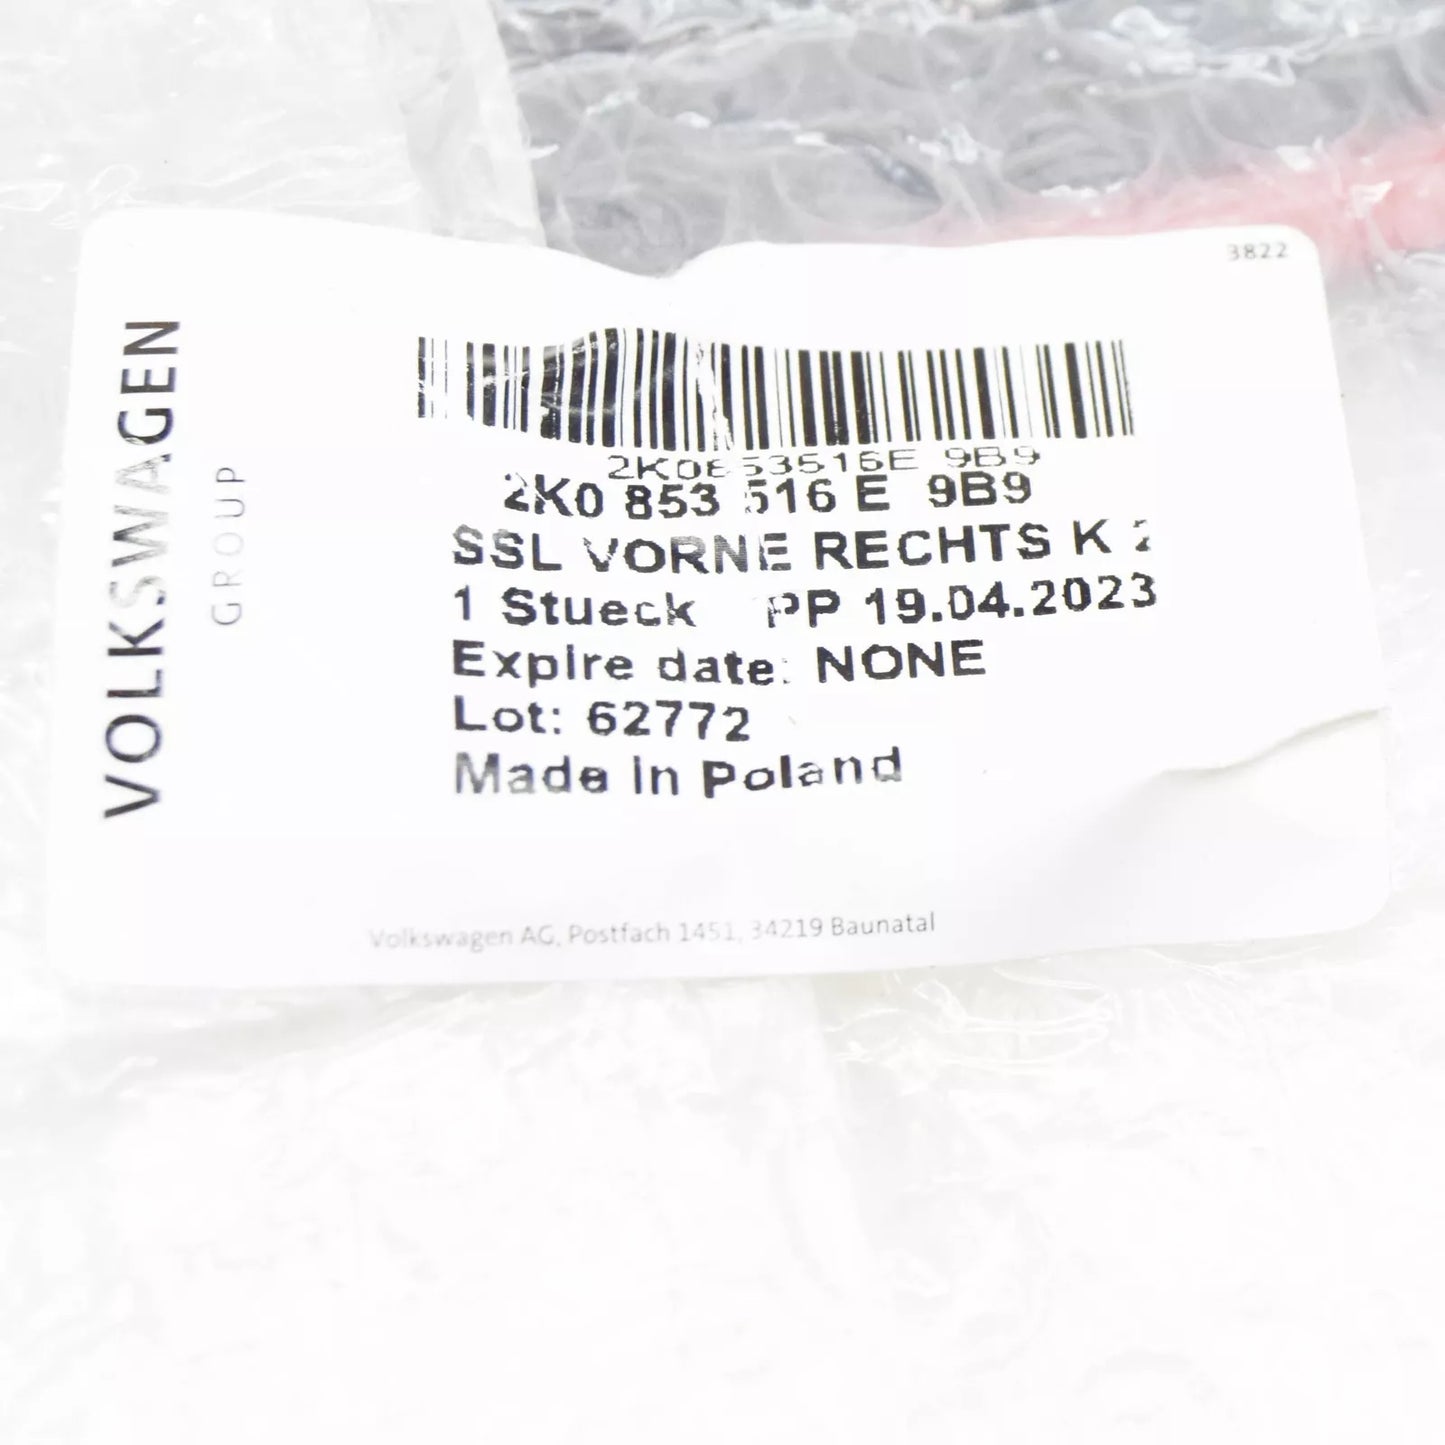 3822
VOLKSWAGEN
GROUP
2K0853516E 9B9
2K0 853 516 E 9B9
SSL VORNE RECHTS K 2
1 Stueck PP 19.04.2023
Expire date: NONE
Lot: 62772
Made in Poland
Volkswagen AG, Postfach 1451, 34219 Baunatal